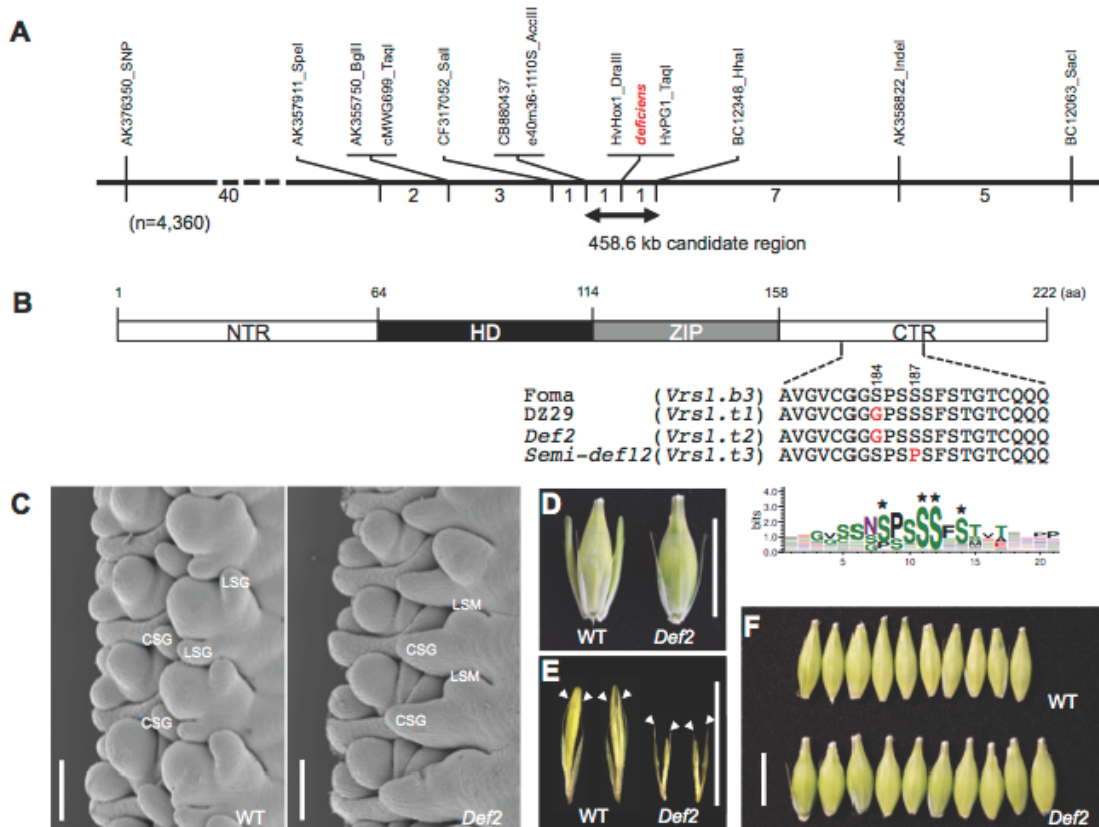 A
AK376350_SNP
AK357911_SpeI
AK355750_BglII
cMWG699_TaqI
CF317052_SalI
CB880437
e40m36-1110S_AccIII
HvHox1_DraIII
deficiens
HvPG1_TaqI
BC12348_HhaI
AK358822_Indel
BC12063_SacI
40 2 3 1 1 1 7 5
(n=4,360)
458.6 kb candidate region
B
1 64 114 158 222 (aa)
NTR HD ZIP CTR
184 187
Foma (Vrs1.b3) AVGVCGGSPSSSFSTGTCQQQ
DZ29 (Vrs1.t1) AVGVCGGGPSSSFSTGTCQQQ
Def2 (Vrs1.t2) AVGVCGGGPSSSFSTGTCQQQ
Semi-def12(Vrs1.t3) AVGVCGGSPSPSFSTGTCQQQ
* ** *
bits
4.0
3.0
2.0
1.0
0.0
5 10 15 20
C
LSG
CSG
LSG
CSG
WT
LSM
CSG
LSM
CSG
Def2
D
WT Def2
E
WT Def2
F
WT
Def2